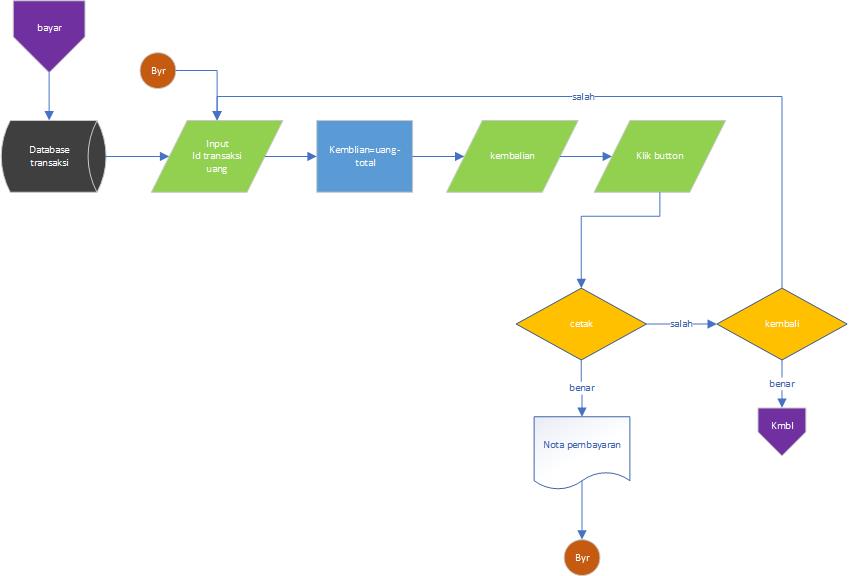 bayar
Byr
salah
Database
transaksi
Input
Id transaksi
uang
Kemblian=uang-
total
kembalian
Klik button
cetak
salah
kembali
benar
benar
Nota pembayaran
Kmbl
Byr